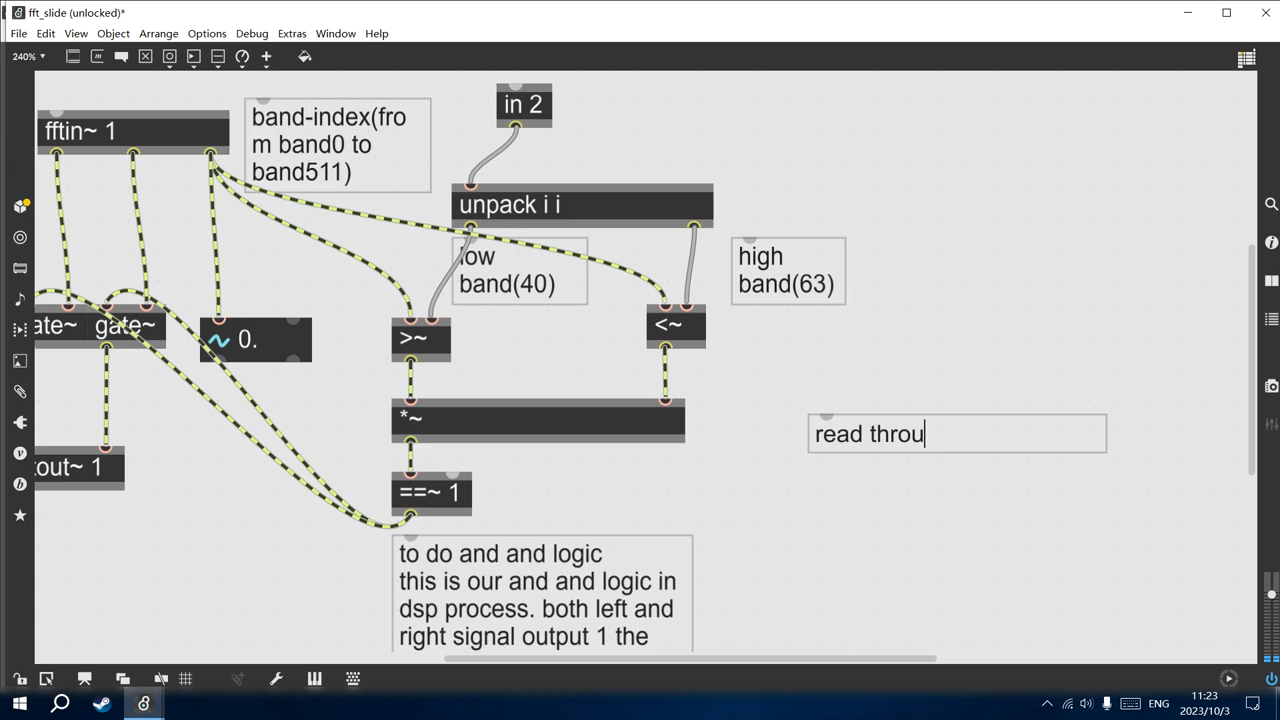 fft_slide (unlocked)*
File Edit View Object Arrange Options Debug Extras Window Help
240%
in 2
fftin~ 1
band-index(fro
m band0 to
band511)
unpack i i
low
band(40)
high
band(63)
ate~ gate~
0.
>~
<~
*~
read throu
tout~ 1
==~ 1
to do and and logic
this is our and and logic in
dsp process. both left and
right signal output 1 the
ENG
11:23
2023/10/3